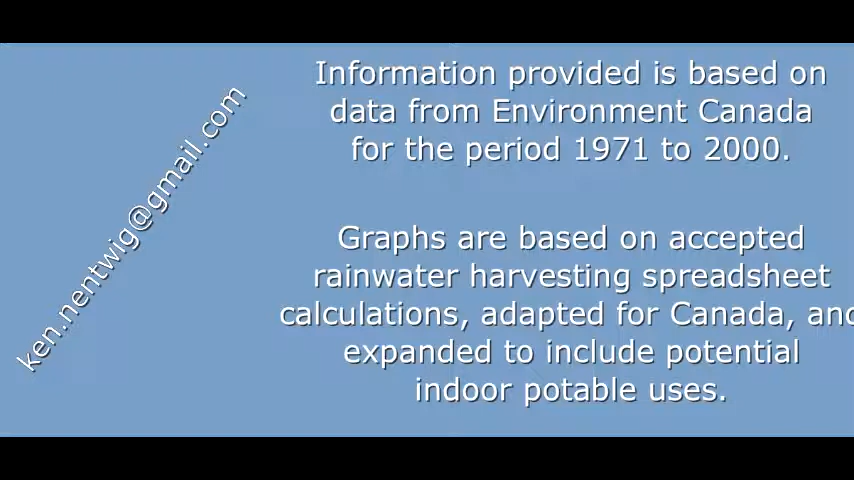 Information provided is based on
data from Environment Canada
for the period 1971 to 2000.
Graphs are based on accepted
rainwater harvesting spreadsheet
calculations, adapted for Canada, and
expanded to include potential
indoor potable uses.
ken.nentwig@gmail.com